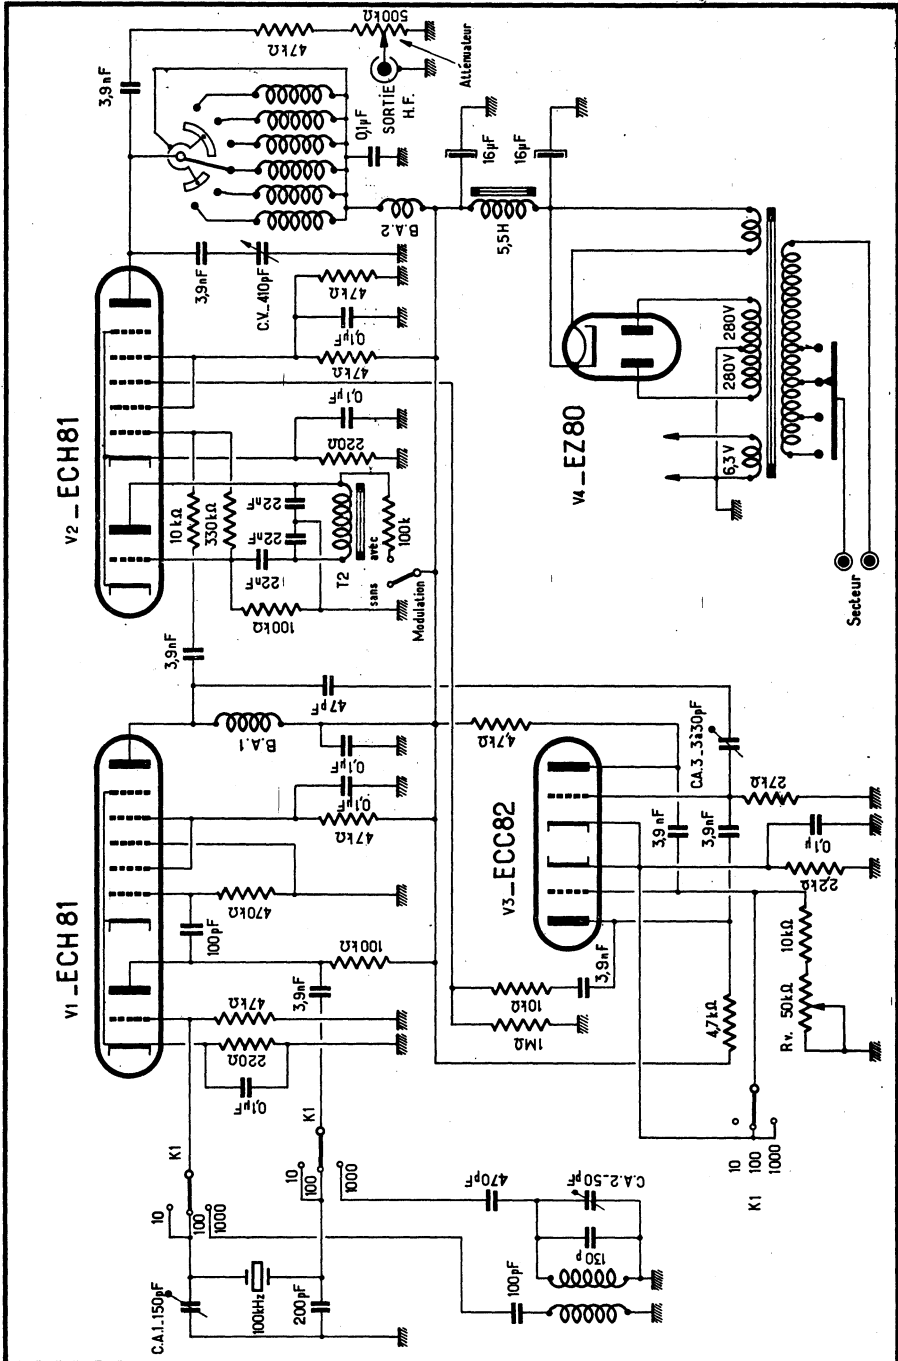 500kΩ
47kΩ
Atténuateur
3,9nF
SORTIE
H.F.
0,1µF
16µF
16µF
B.A.2
5,5H
3,9nF
C.V._410pF
47kΩ
0,1µF
47kΩ
0,1µF
220Ω
V2_ECH81
10kΩ
330kΩ
22nF
22nF
22nF
T2
avec
100k
sans
Modulation
100kΩ
280V
280V
6,3V
V4_EZ80
Secteur
3,9nF
47pF
B.A.1
0,1µF
0,1µF
47kΩ
4,7kΩ
V1_ECH81
470kΩ
100pF
100kΩ
3,9nF
47kΩ
220Ω
0,1µF
V3_ECC82
C.A.3_3à30pF
27kΩ
3,9nF
3,9nF
0,1µ
2,2kΩ
3,9nF
10kΩ
1MΩ
4,7kΩ
10kΩ
Rv. 50kΩ
K1
10
100
1000
K1
10
100
1000
K1
10
100
1000
C.A.1_150pF
100kHz
200pF
470pF
C.A.2_50pF
130p
100pF